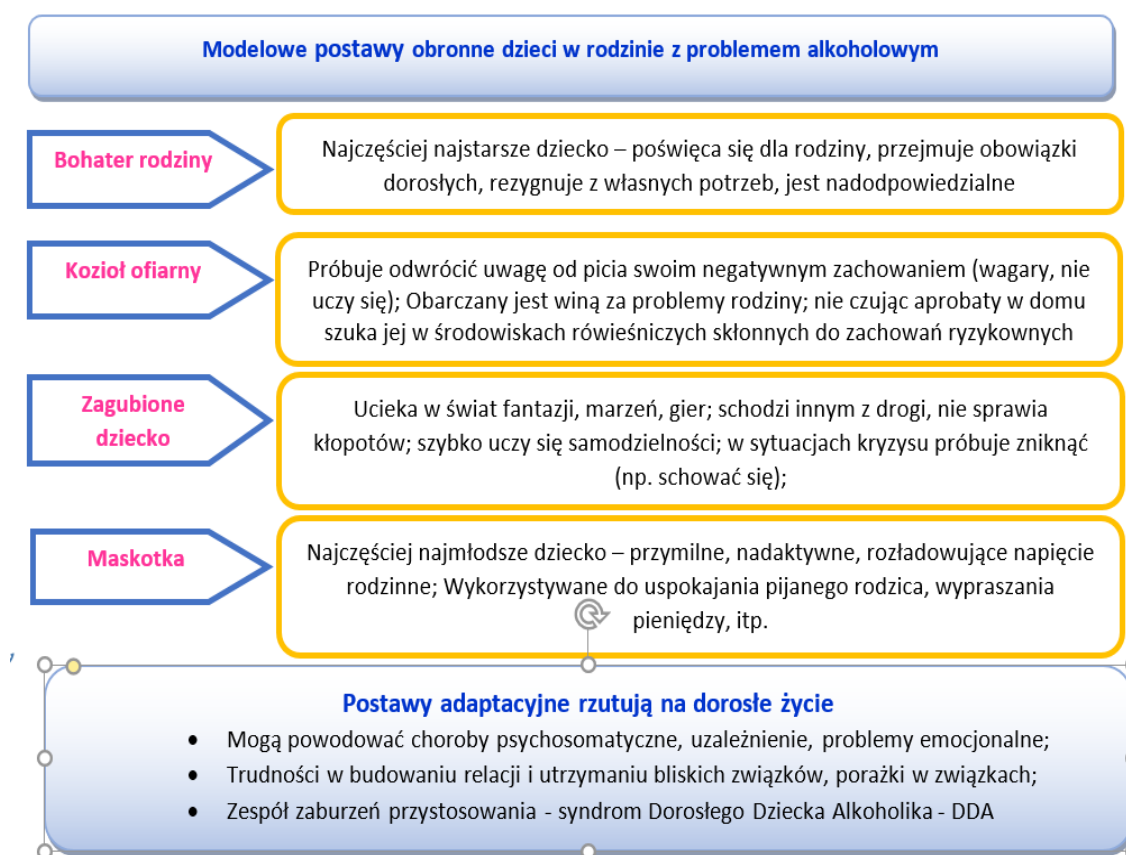 Modelowe postawy obronne dzieci w rodzinie z problemem alkoholowym
Bohater rodziny
Najczęściej najstarsze dziecko – poświęca się dla rodziny, przejmuje obowiązki
dorosłych, rezygnuje z własnych potrzeb, jest nadodpowiedzialne
Kozioł ofiarny
Próbuje odwrócić uwagę od picia swoim negatywnym zachowaniem (wagary, nie
uczy się); Obarczany jest winą za problemy rodziny; nie czując aprobaty w domu
szuka jej w środowiskach rówieśniczych skłonnych do zachowań ryzykownych
Zagubione
dziecko
Ucieka w świat fantazji, marzeń, gier; schodzi innym z drogi, nie sprawia
kłopotów; szybko uczy się samodzielności; w sytuacjach kryzysu próbuje zniknąć
(np. schować się);
Maskotka
Najczęściej najmłodsze dziecko – przymilne, nadaktywne, rozładowujące napięcie
rodzinne; Wykorzystywane do uspokajania pijanego rodzica, wypraszania
pieniędzy, itp.
Postawy adaptacyjne rzutują na dorosłe życie
• Mogą powodować choroby psychosomatyczne, uzależnienie, problemy emocjonalne;
• Trudności w budowaniu relacji i utrzymaniu bliskich związków, porażki w związkach;
• Zespół zaburzeń przystosowania - syndrom Dorosłego Dziecka Alkoholika - DDA